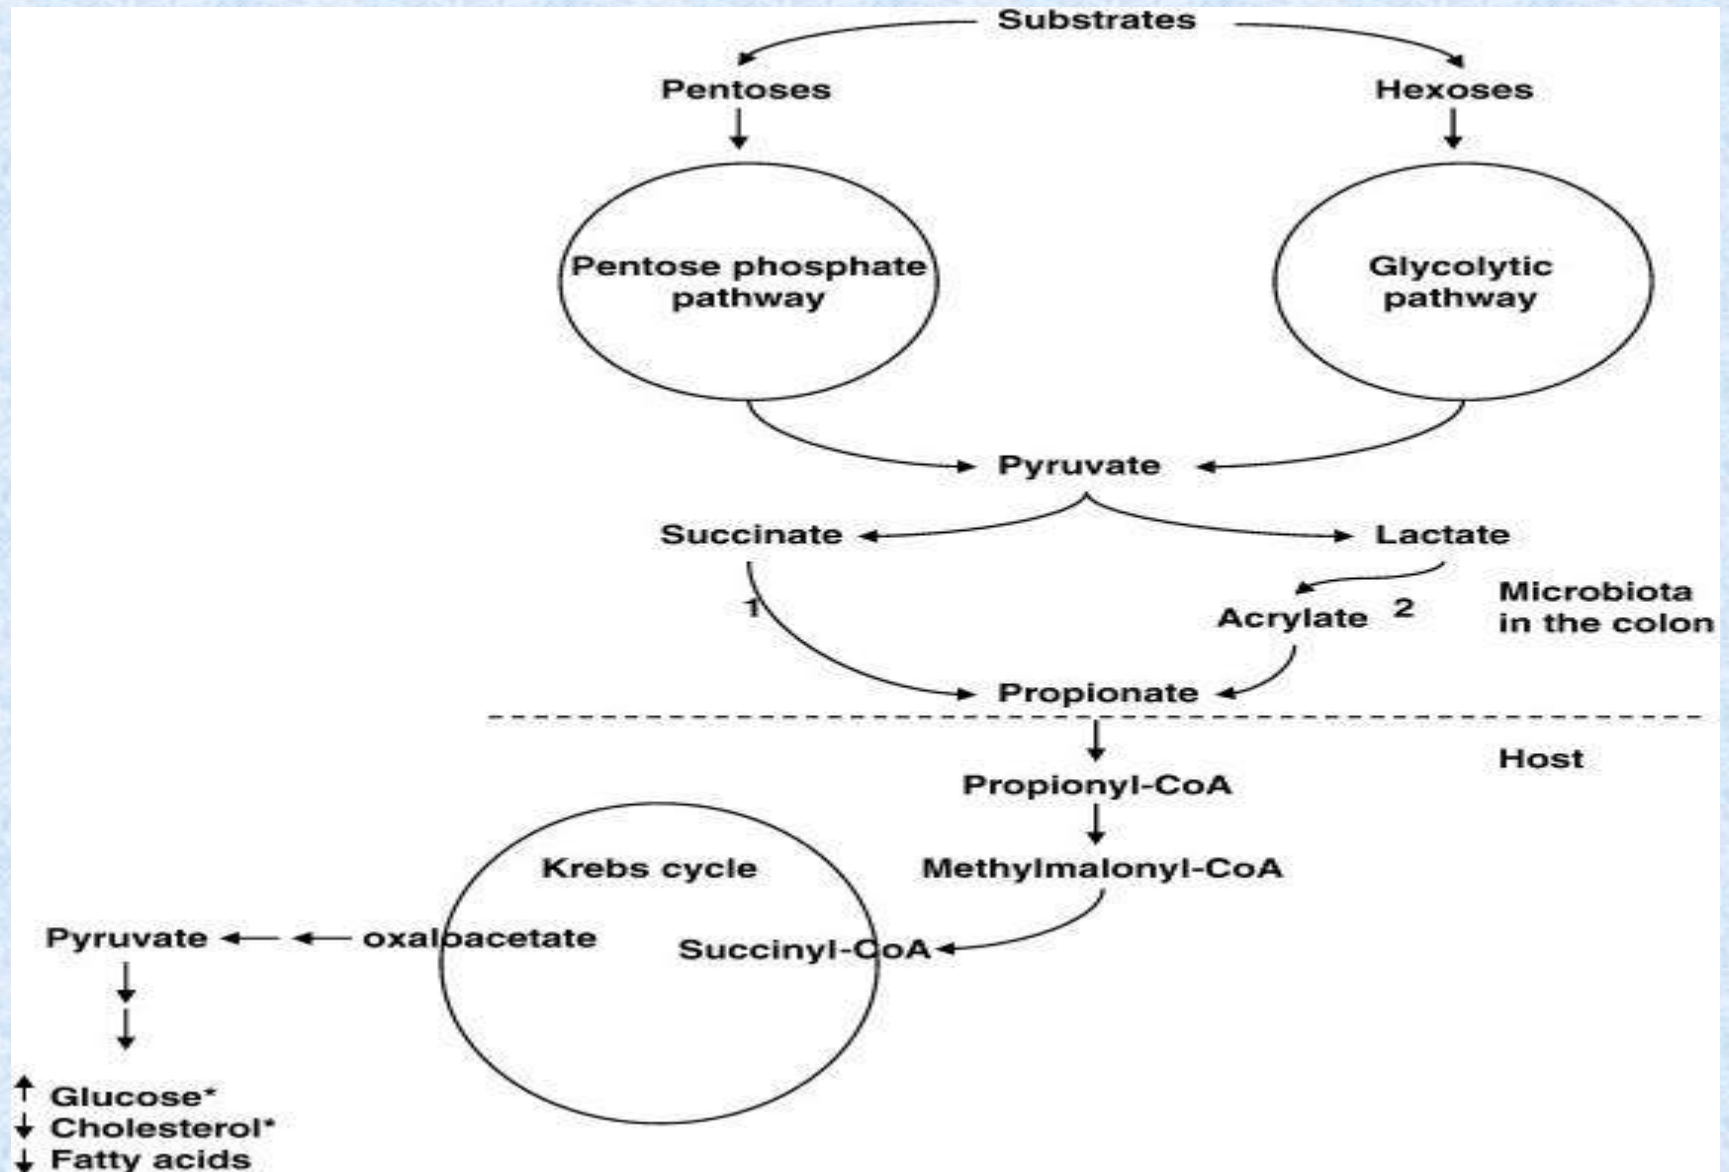 Substrates
Pentoses
Hexoses
Pentose phosphate
pathway
Glycolytic
pathway
Pyruvate
Succinate
Lactate
1
Acrylate 2
Microbiota
in the colon
Propionate
Host
Propionyl-CoA
Krebs cycle
Methylmalonyl-CoA
Pyruvate
oxaloacetate
Succinyl-CoA
↑ Glucose*
↓ Cholesterol*
↓ Fatty acids